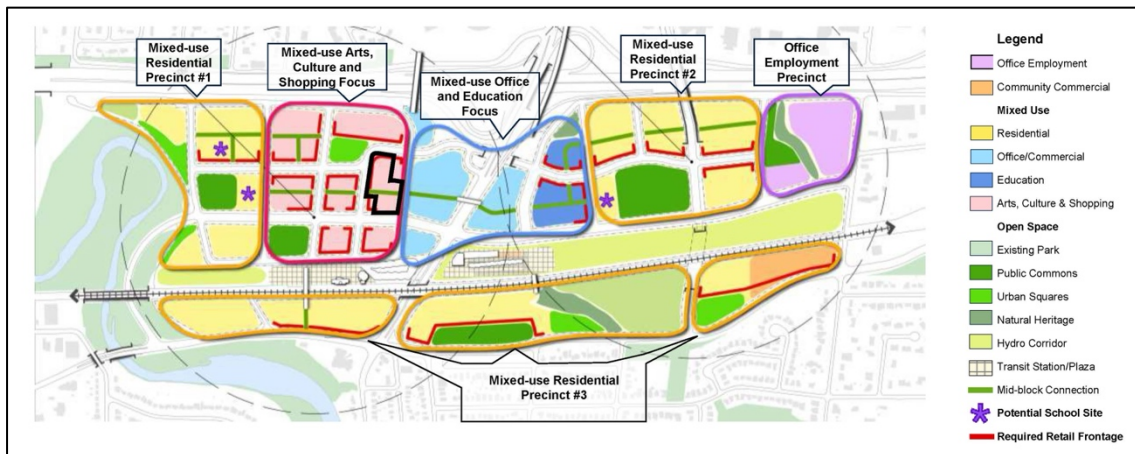 Mixed-use
Residential
Precinct #1
Mixed-use Arts,
Culture and
Shopping Focus
Mixed-use Office
and Education
Focus
Mixed-use
Residential
Precinct #2
Office
Employment
Precinct
Mixed-use Residential
Precinct #3
Legend
Office Employment
Community Commercial
Mixed Use
Residential
Office/Commercial
Education
Arts, Culture & Shopping
Open Space
Existing Park
Public Commons
Urban Squares
Natural Heritage
Hydro Corridor
Transit Station/Plaza
Mid-block Connection
Potential School Site
Required Retail Frontage